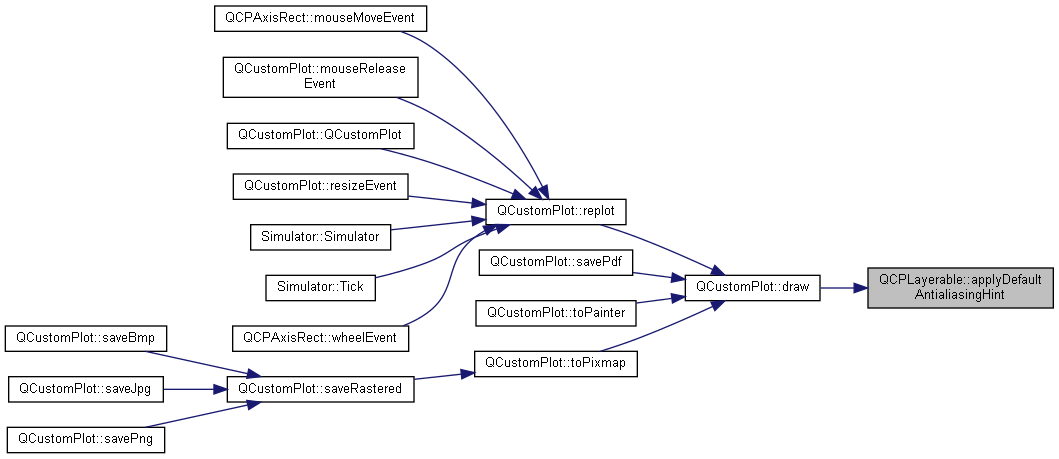 QCPAxisRect::mouseMoveEvent
QCustomPlot::mouseRelease
Event
QCustomPlot::QCustomPlot
QCustomPlot::resizeEvent
Simulator::Simulator
Simulator::Tick
QCPAxisRect::wheelEvent
QCustomPlot::replot
QCustomPlot::savePdf
QCustomPlot::toPainter
QCustomPlot::toPixmap
QCustomPlot::draw
QCPLayerable::applyDefault
AntialiasingHint
QCustomPlot::saveBmp
QCustomPlot::saveJpg
QCustomPlot::savePng
QCustomPlot::saveRastered